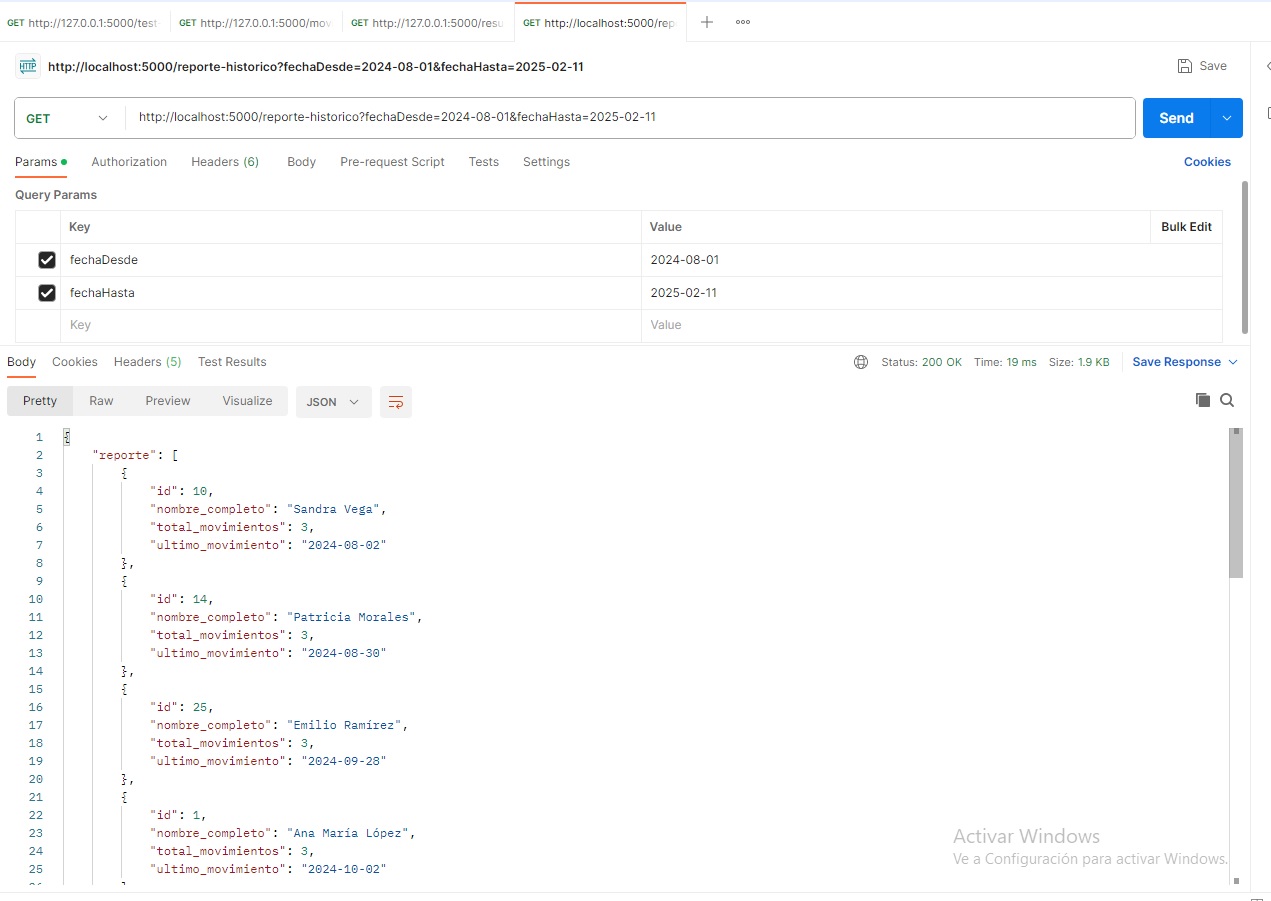 GET http://127.0.0.1:5000/test GET http://127.0.0.1:5000/mov GET http://127.0.0.1:5000/resu GET http://localhost:5000/rep
HTTP http://localhost:5000/reporte-historico?fechaDesde=2024-08-01&fechaHasta=2025-02-11 Save
GET http://localhost:5000/reporte-historico?fechaDesde=2024-08-01&fechaHasta=2025-02-11 Send
Params Authorization Headers (6) Body Pre-request Script Tests Settings Cookies
Query Params
Key Value Bulk Edit
fechaDesde 2024-08-01
fechaHasta 2025-02-11
Key Value
Body Cookies Headers (5) Test Results Status: 200 OK Time: 19 ms Size: 1.9 KB Save Response
Pretty Raw Preview Visualize JSON
1 {
2 "reporte": [
3 {
4 "id": 10,
5 "nombre_completo": "Sandra Vega",
6 "total_movimientos": 3,
7 "ultimo_movimiento": "2024-08-02"
8 },
9 {
10 "id": 14,
11 "nombre_completo": "Patricia Morales",
12 "total_movimientos": 3,
13 "ultimo_movimiento": "2024-08-30"
14 },
15 {
16 "id": 25,
17 "nombre_completo": "Emilio Ramírez",
18 "total_movimientos": 3,
19 "ultimo_movimiento": "2024-09-28"
20 },
21 {
22 "id": 1,
23 "nombre_completo": "Ana María López",
24 "total_movimientos": 3,
25 "ultimo_movimiento": "2024-10-02"
Activar Windows
Ve a Configuración para activar Windows.